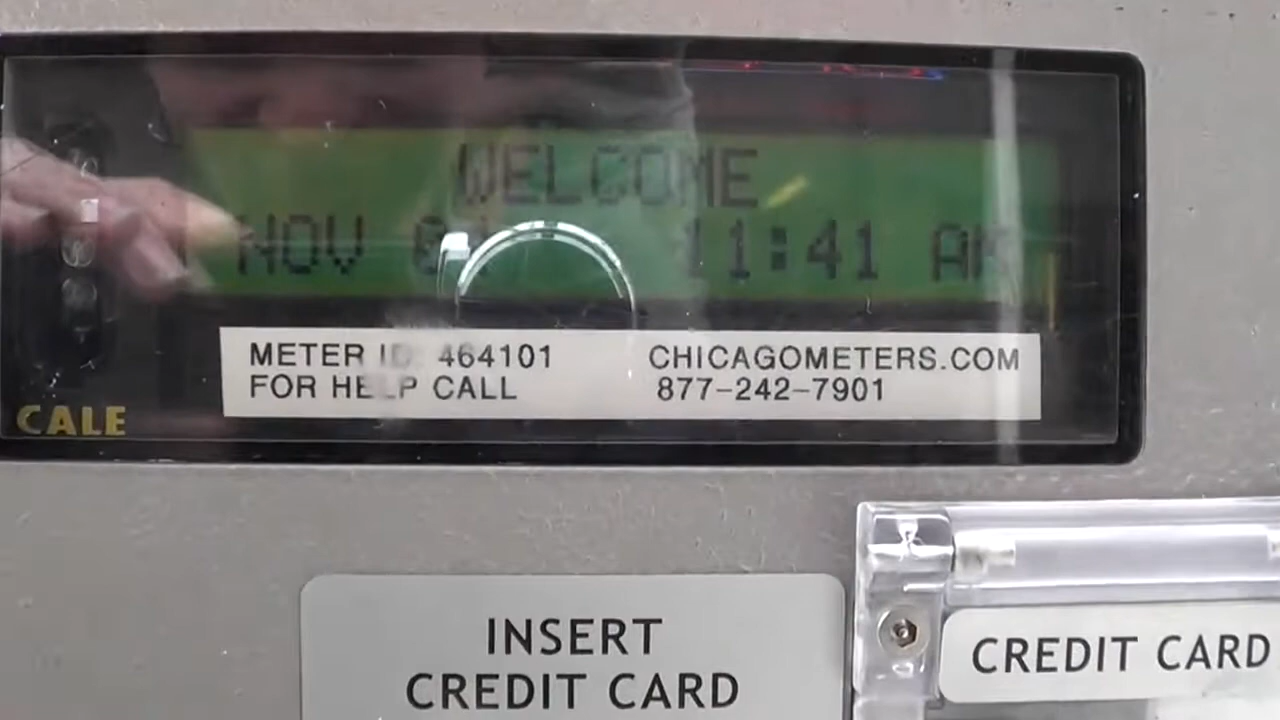 WELCOME
NOV 11:41 AM
METER ID: 464101 CHICAGOMETERS.COM
FOR HELP CALL 877-242-7901
CALE
INSERT
CREDIT CARD
CREDIT CARD